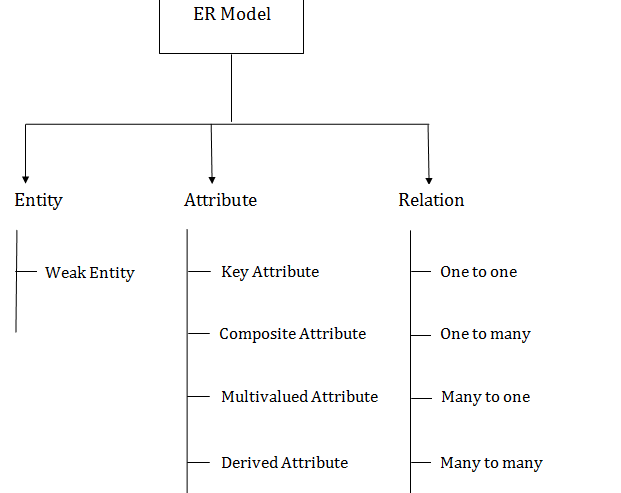 ER Model
Entity
Attribute
Relation
Weak Entity
Key Attribute
One to one
Composite Attribute
One to many
Multivalued Attribute
Many to one
Derived Attribute
Many to many